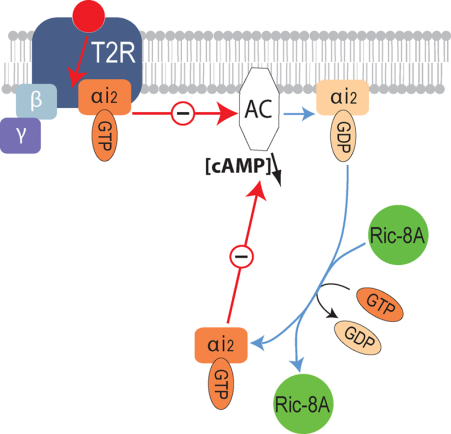 T2R
β
αi2
αi2
γ
GTP
−
AC
GDP
[cAMP]
Ric-8A
−
GTP
GDP
αi2
GTP
Ric-8A